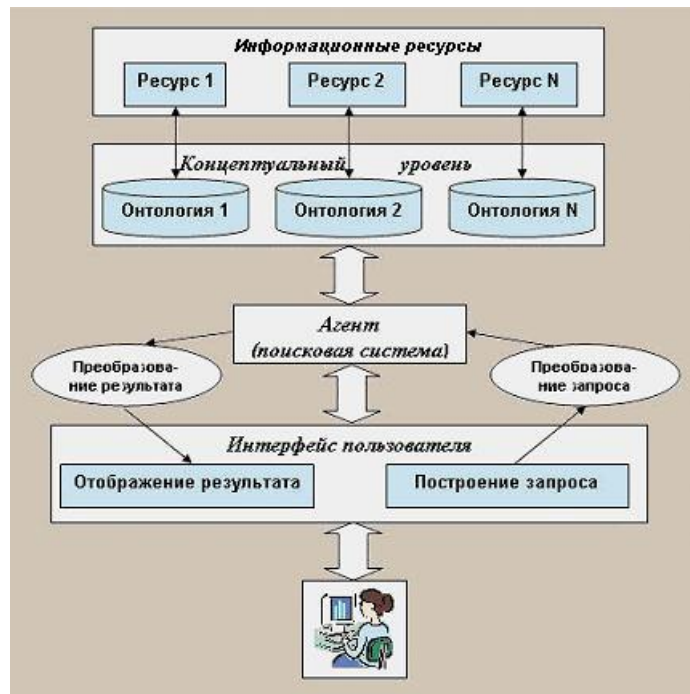 Информационные ресурсы
Ресурс 1
Ресурс 2
Ресурс N
Концептуальный уровень
Онтология 1
Онтология 2
Онтология N
Агент
(поисковая система)
Преобразова-
ние результата
Преобразова-
ние запроса
Интерфейс пользователя
Отображение результата
Построение запроса